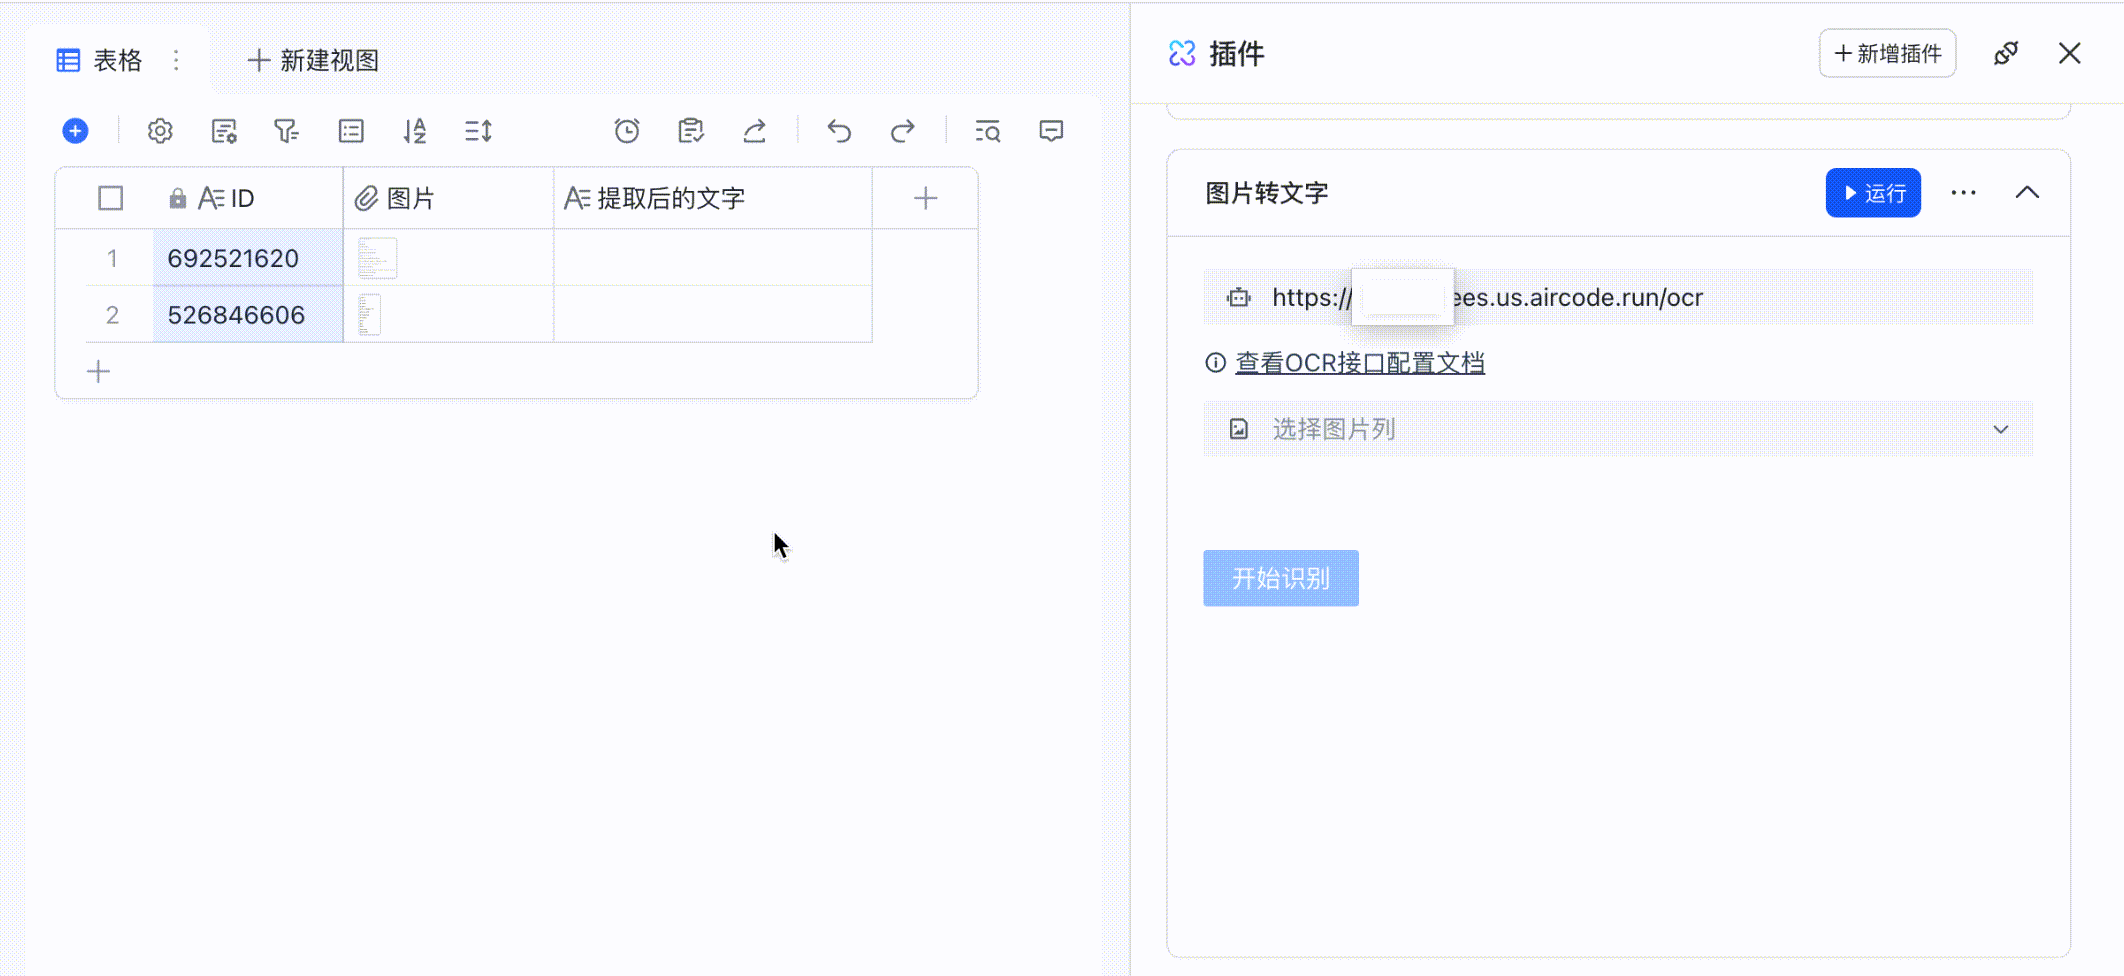 表格
新建视图
ID
图片
提取后的文字
1
692521620
2
526846606
插件
新增插件
图片转文字
运行
https:// ees.us.aircode.run/ocr
查看OCR接口配置文档
选择图片列
开始识别